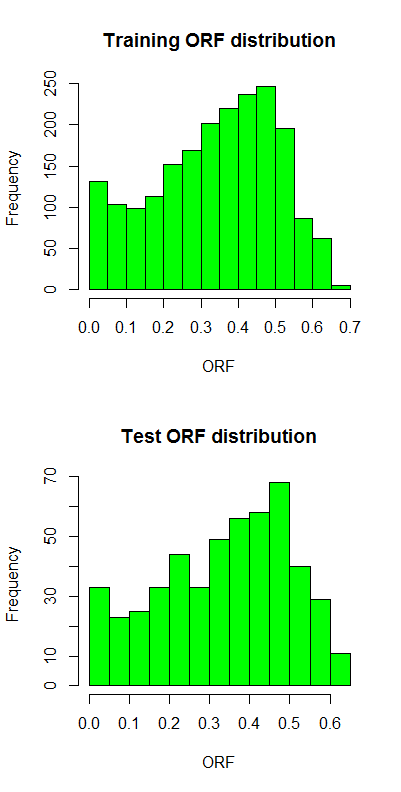 Training ORF distribution
Frequency
250
200
150
100
50
0
0.0 0.1 0.2 0.3 0.4 0.5 0.6 0.7
ORF
Test ORF distribution
Frequency
70
50
30
10
0
0.0 0.1 0.2 0.3 0.4 0.5 0.6
ORF